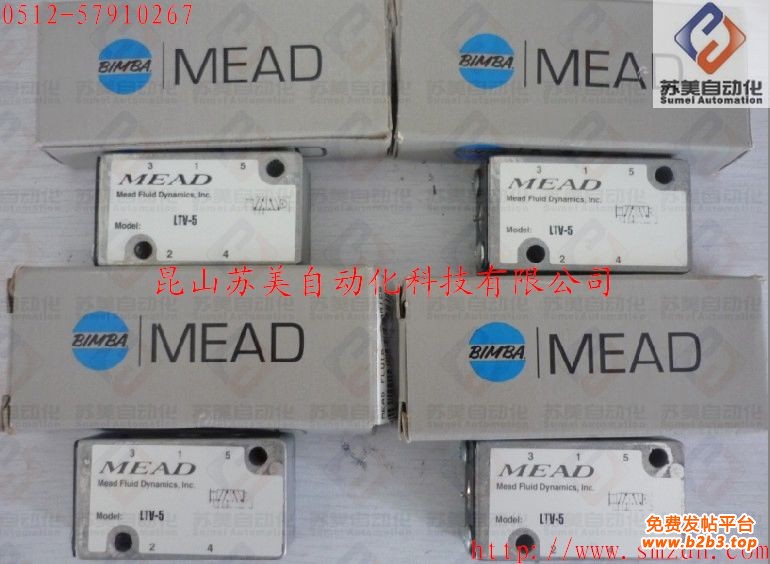 0512-57910267
BIMBA MEAD
BIMBA MEAD
苏美自动化
Sumei Automation
3 1 5
MEAD
Mead Fluid Dynamics, Inc.
Model: LTV-5
2 4
3 1 5
MEAD
Mead Fluid Dynamics, Inc.
Model: LTV-5
2 4
昆山苏美自动化科技有限公司
BIMBA MEAD
BIMBA MEAD
3 1 5
MEAD
Mead Fluid Dynamics, Inc.
Model: LTV-5
2 4
3 1 5
MEAD
Mead Fluid Dynamics, Inc.
Model: LTV-5
2 4
免费发帖平台
www.b2b3.top